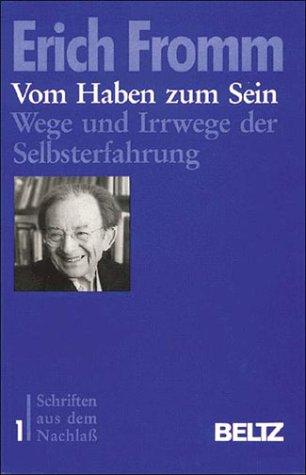 Erich Fromm
Vom Haben zum Sein
Wege und Irrwege der
Selbsterfahrung
Schriften
aus dem
1 Nachlaß
BELTZ